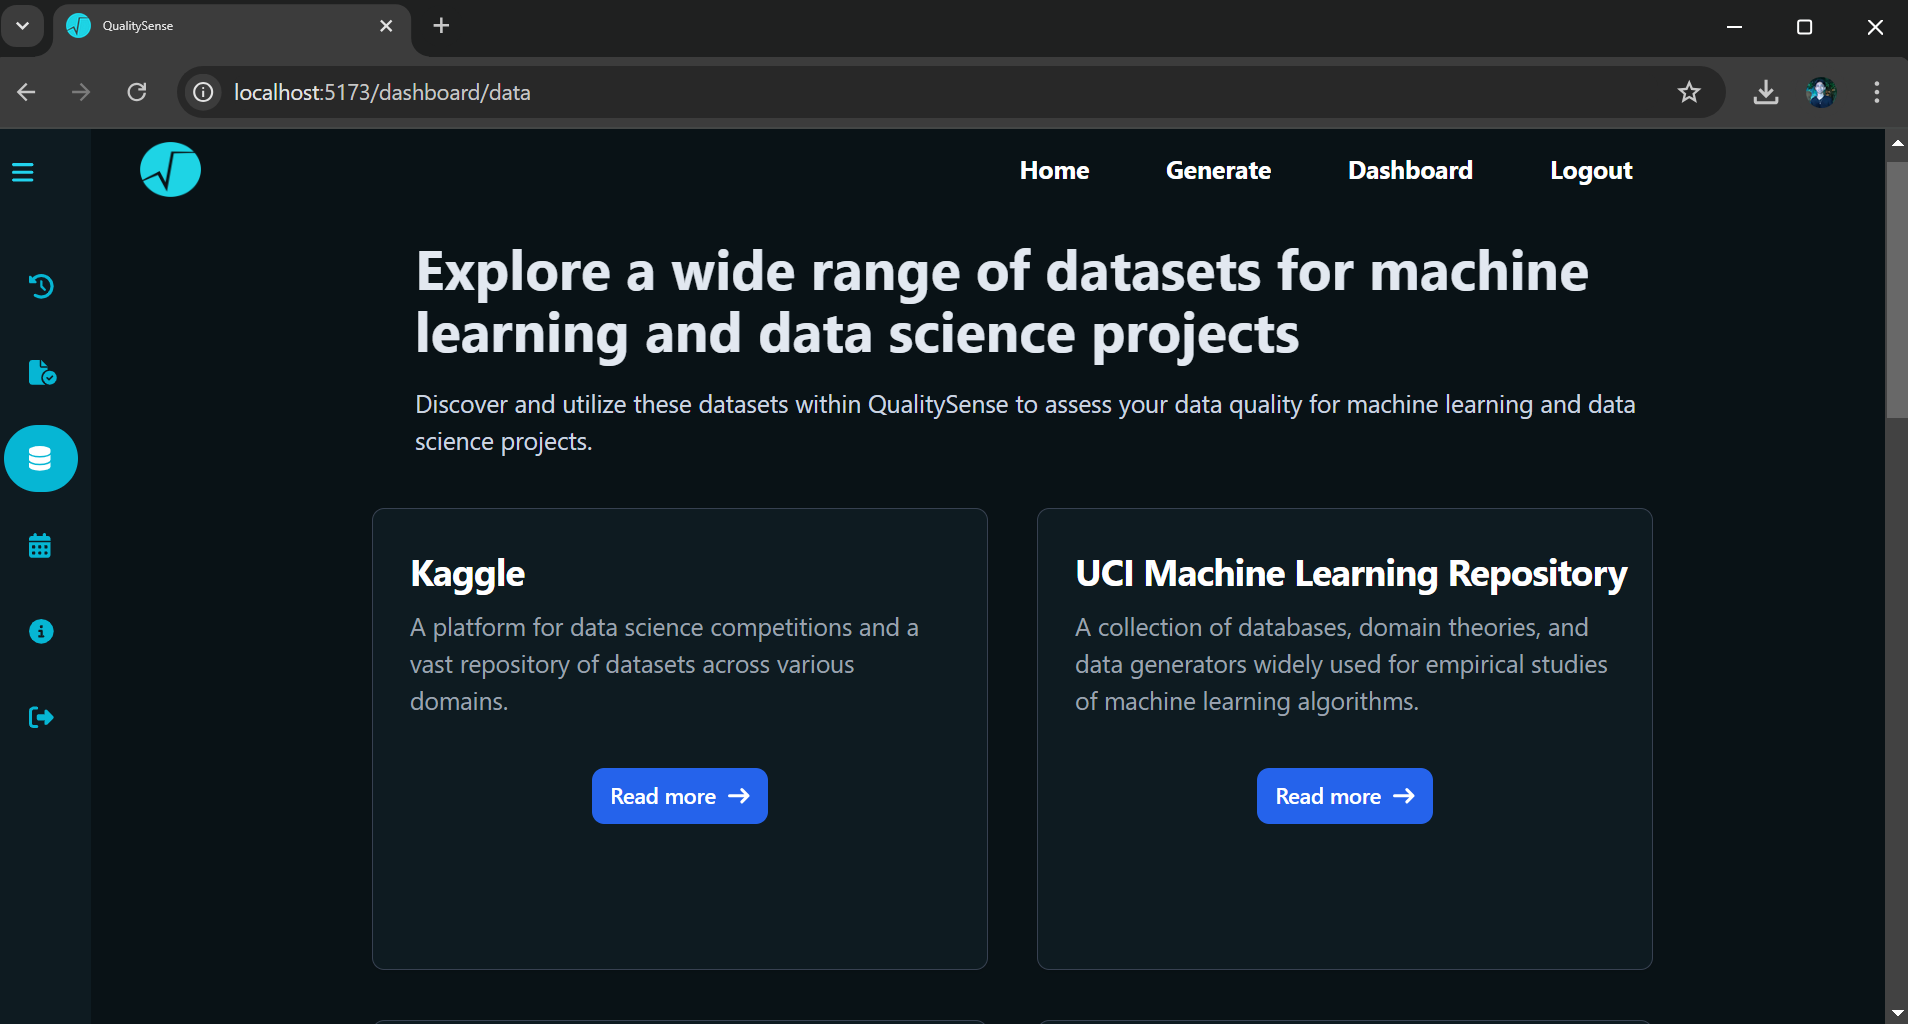 QualitySense
localhost:5173/dashboard/data
Home Generate Dashboard Logout
Explore a wide range of datasets for machine
learning and data science projects
Discover and utilize these datasets within QualitySense to assess your data quality for machine learning and data
science projects.
Kaggle
A platform for data science competitions and a
vast repository of datasets across various
domains.
Read more
UCI Machine Learning Repository
A collection of databases, domain theories, and
data generators widely used for empirical studies
of machine learning algorithms.
Read more